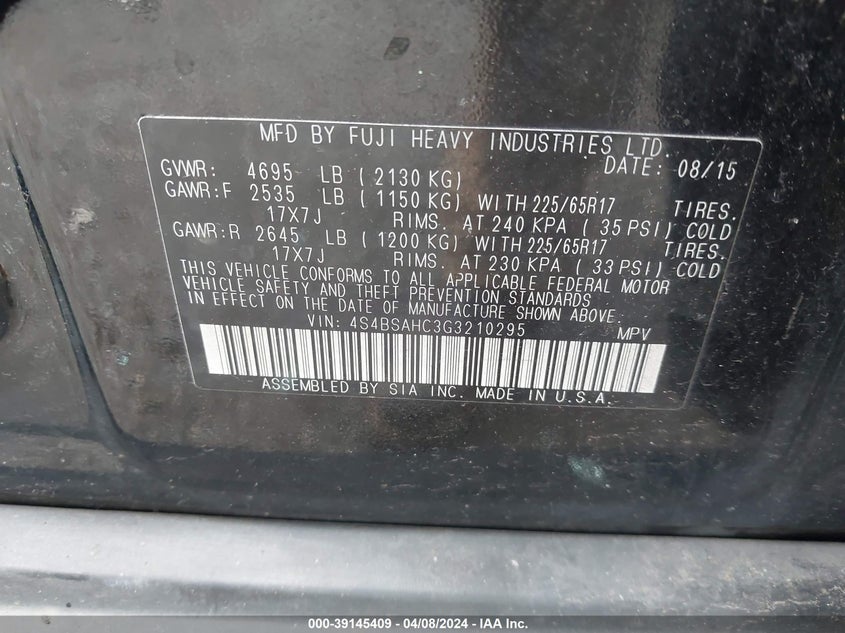 MFD BY FUJI HEAVY INDUSTRIES LTD.
DATE: 08/15
GVWR: 4695 LB ( 2130 KG)
GAWR:F 2535 LB ( 1150 KG) WITH 225/65R17 TIRES.
17X7J RIMS. AT 240 KPA ( 35 PSI) COLD
GAWR:R 2645 LB ( 1200 KG) WITH 225/65R17 TIRES.
17X7J RIMS. AT 230 KPA ( 33 PSI) COLD
THIS VEHICLE CONFORMS TO ALL APPLICABLE FEDERAL MOTOR
VEHICLE SAFETY AND THEFT PREVENTION STANDARDS
IN EFFECT ON THE DATE OF MANUFACTURE SHOWN ABOVE.
VIN: 4S4BSAHC3G3210295 MPV
ASSEMBLED BY SIA INC. MADE IN U.S.A.
000-39145409 - 04/08/2024 - IAA Inc.